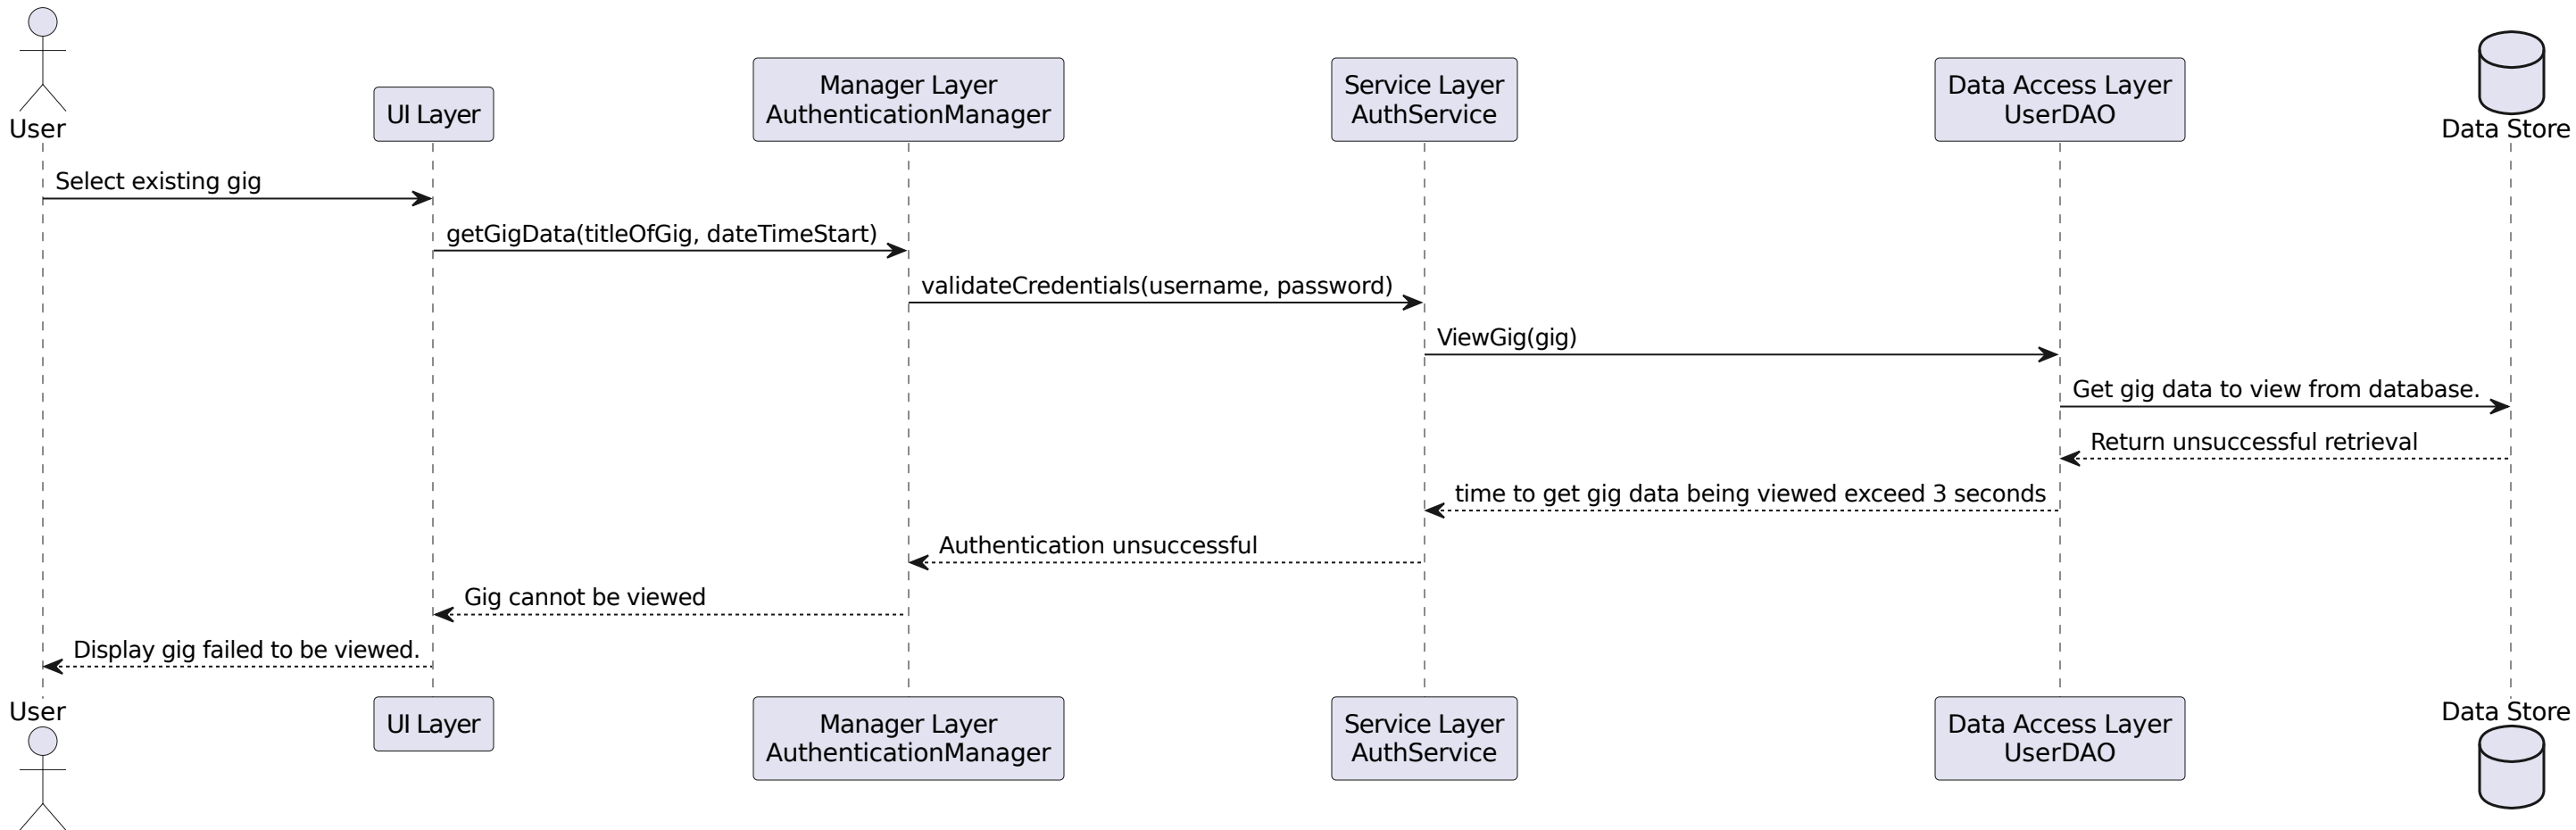 User
UI Layer
Manager Layer
AuthenticationManager
Service Layer
AuthService
Data Access Layer
UserDAO
Data Store
Select existing gig
getGigData(titleOfGig, dateTimeStart)
validateCredentials(username, password)
ViewGig(gig)
Get gig data to view from database.
Return unsuccessful retrieval
time to get gig data being viewed exceed 3 seconds
Authentication unsuccessful
Gig cannot be viewed
Display gig failed to be viewed.
User
UI Layer
Manager Layer
AuthenticationManager
Service Layer
AuthService
Data Access Layer
UserDAO
Data Store